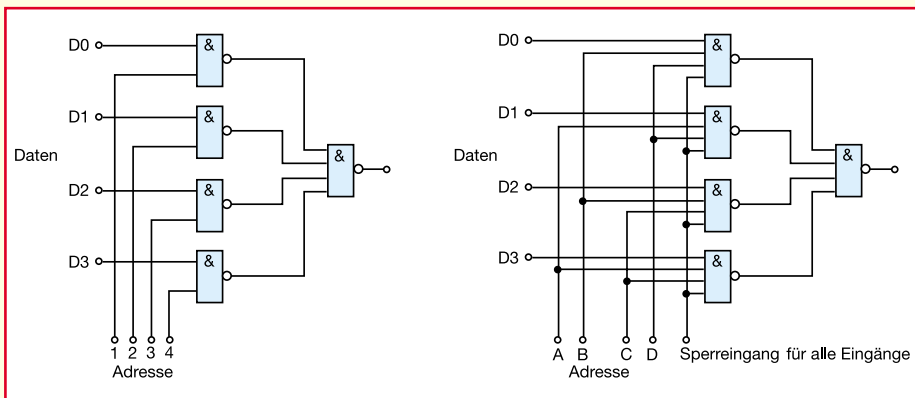 D0
&
D1
&
Daten
&
D2
&
D3
&
1 2 3 4
Adresse
D0
&
D1
&
Daten
&
D2
&
D3
&
A B C D Sperreingang für alle Eingänge
Adresse